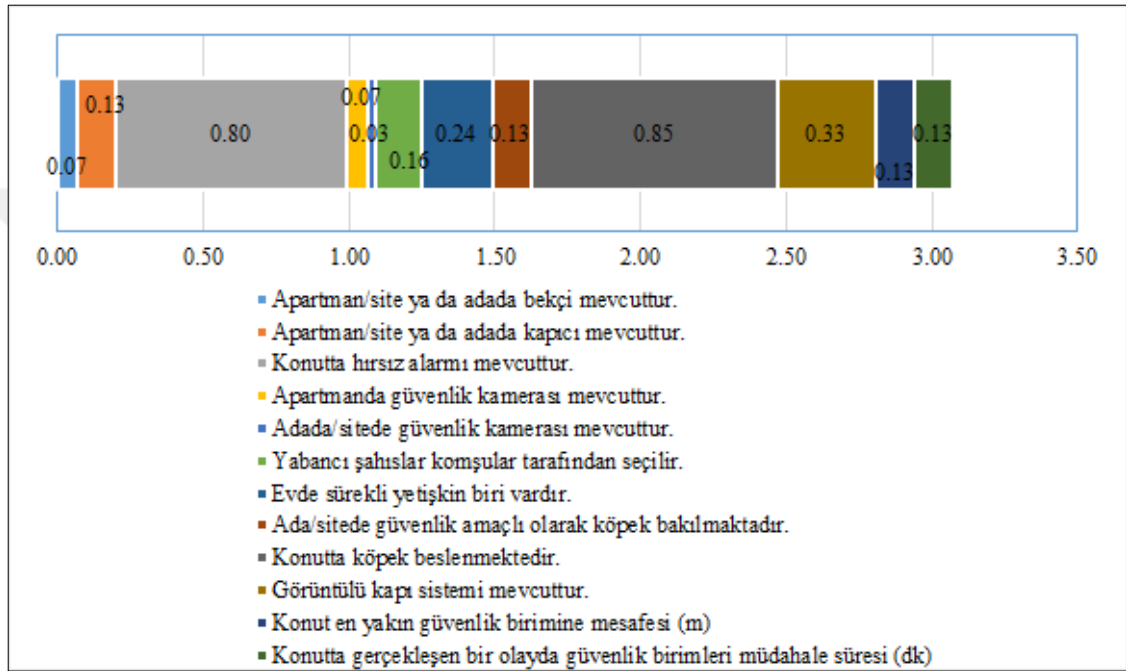 0.07
0.13
0.80
0.07
0.03
0.16
0.24
0.13
0.85
0.33
0.13
0.13
0.00 0.50 1.00 1.50 2.00 2.50 3.00 3.50
Apartman/site ya da adada bekçi mevcuttur.
Apartman/site ya da adada kapıcı mevcuttur.
Konutta hırsız alarmı mevcuttur.
Apartmanda güvenlik kamerası mevcuttur.
Adada/sitede güvenlik kamerası mevcuttur.
Yabancı şahıslar komşular tarafından seçilir.
Evde sürekli yetişkin biri vardır.
Ada/sitede güvenlik amaçlı olarak köpek bakılmaktadır.
Konutta köpek beslenmektedir.
Görüntülü kapı sistemi mevcuttur.
Konut en yakın güvenlik birimine mesafesi (m)
Konutta gerçekleşen bir olayda güvenlik birimleri müdahale süresi (dk)